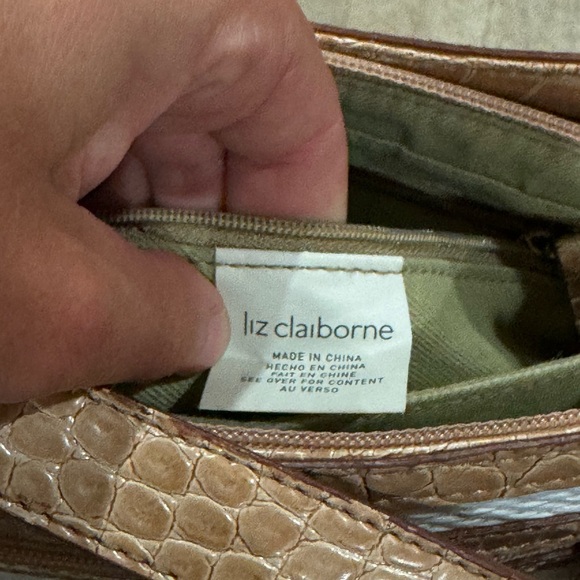 liz claiborne
MADE IN CHINA
HECHO EN CHINA
FAIT EN CHINE
SEE OVER FOR CONTENT
AU VERSO